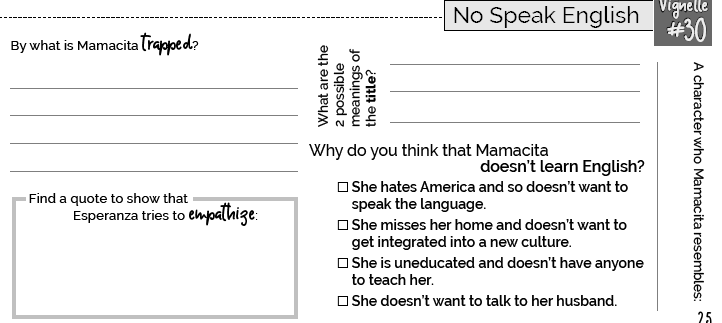 No Speak English
Vignette
#30
By what is Mamacita trapped?
What are the
2 possible
meanings of
the title?
Why do you think that Mamacita
doesn't learn English?
☐ She hates America and so doesn't want to
speak the language.
☐ She misses her home and doesn't want to
get integrated into a new culture.
☐ She is uneducated and doesn't have anyone
to teach her.
☐ She doesn't want to talk to her husband.
Find a quote to show that
Esperanza tries to empathize:
A character who Mamacita resembles:
25